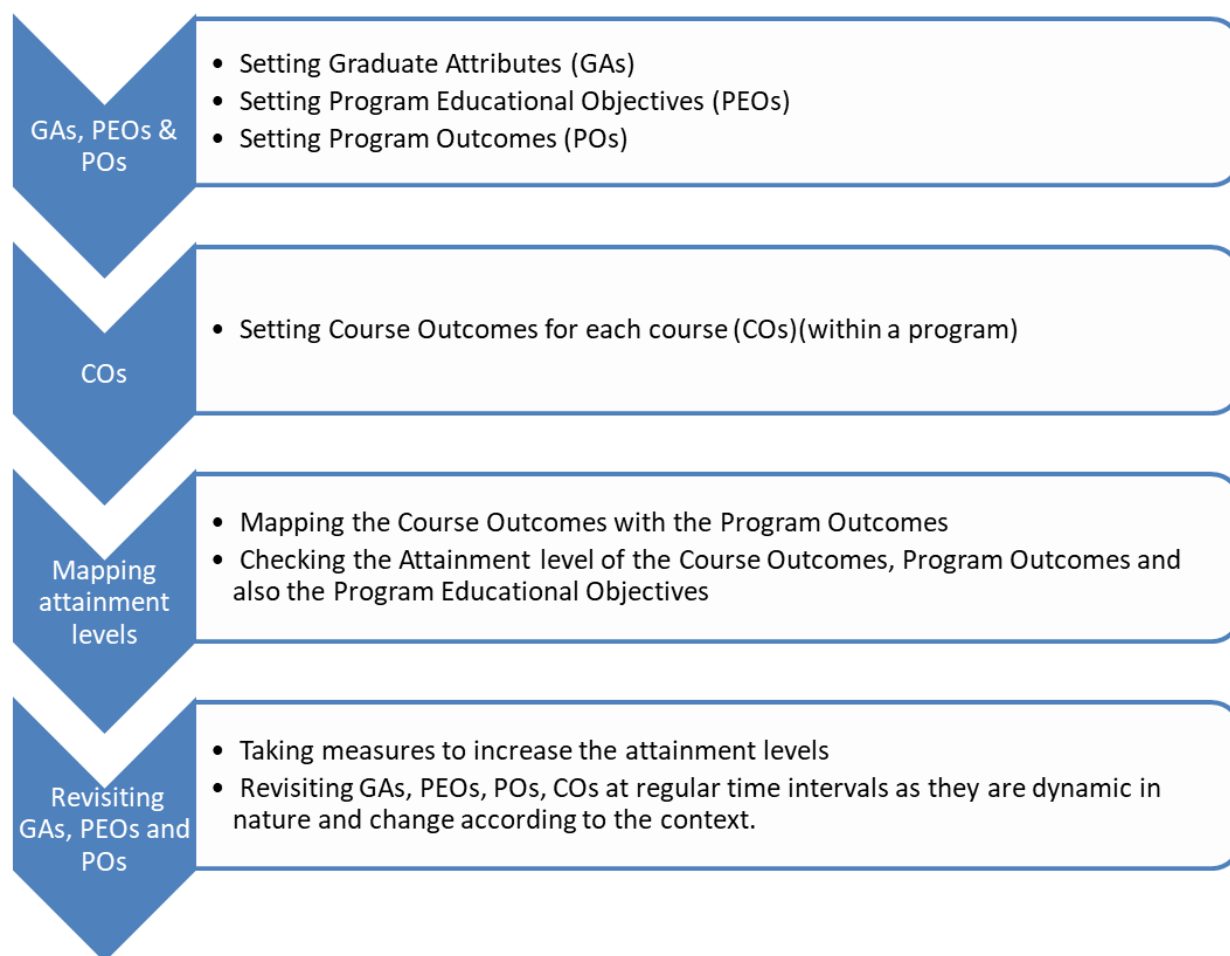 GAs, PEOs &
POs
• Setting Graduate Attributes (GAs)
• Setting Program Educational Objectives (PEOs)
• Setting Program Outcomes (POs)
COs
• Setting Course Outcomes for each course (COs)(within a program)
Mapping
attainment
levels
• Mapping the Course Outcomes with the Program Outcomes
• Checking the Attainment level of the Course Outcomes, Program Outcomes and
also the Program Educational Objectives
Revisiting
GAs, PEOs and
POs
• Taking measures to increase the attainment levels
• Revisiting GAs, PEOs, POs, COs at regular time intervals as they are dynamic in
nature and change according to the context.